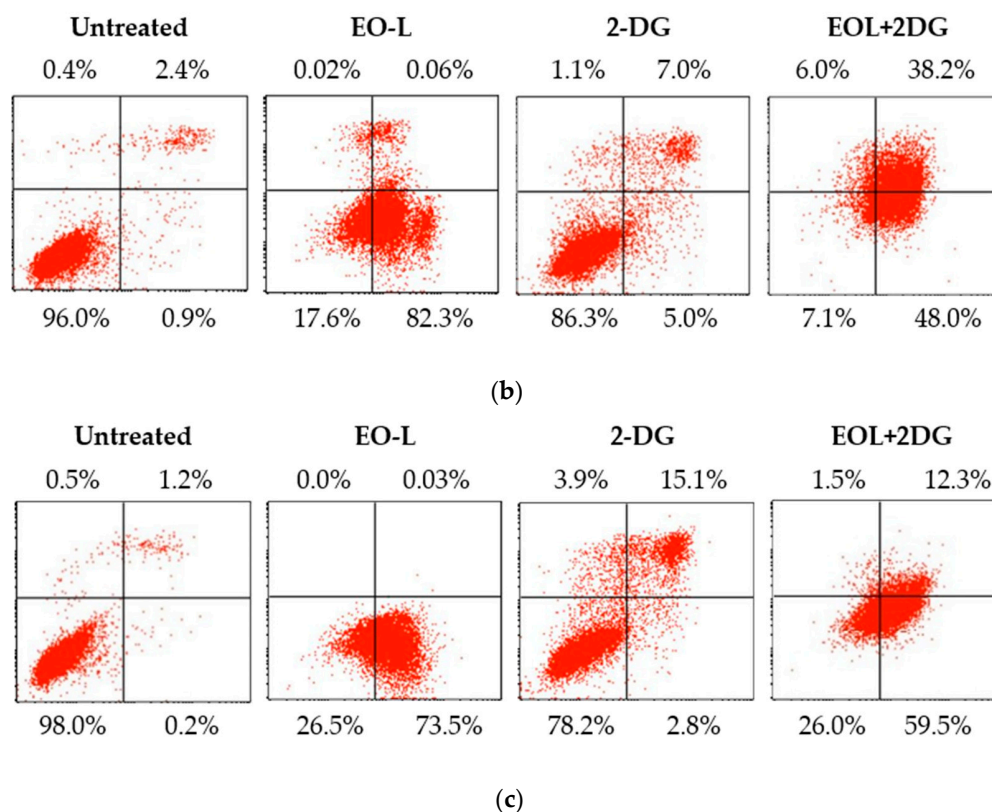 Untreated EO-L 2-DG EOL+2DG
0.4% 2.4% 0.02% 0.06% 1.1% 7.0% 6.0% 38.2%
96.0% 0.9% 17.6% 82.3% 86.3% 5.0% 7.1% 48.0%
(b)
Untreated EO-L 2-DG EOL+2DG
0.5% 1.2% 0.0% 0.03% 3.9% 15.1% 1.5% 12.3%
98.0% 0.2% 26.5% 73.5% 78.2% 2.8% 26.0% 59.5%
(c)